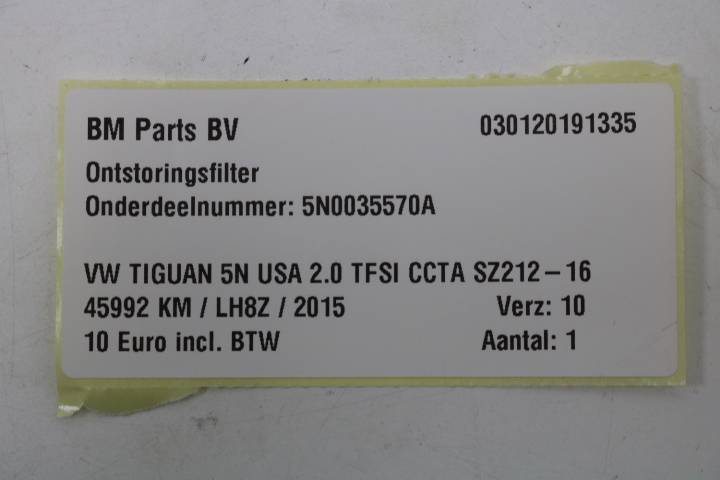 BM Parts BV 030120191335
Ontstoringsfilter
Onderdeelnummer: 5N0035570A
VW TIGUAN 5N USA 2.0 TFSI CCTA SZ212-16
45992 KM / LH8Z / 2015 Verz: 10
10 Euro incl. BTW Aantal: 1